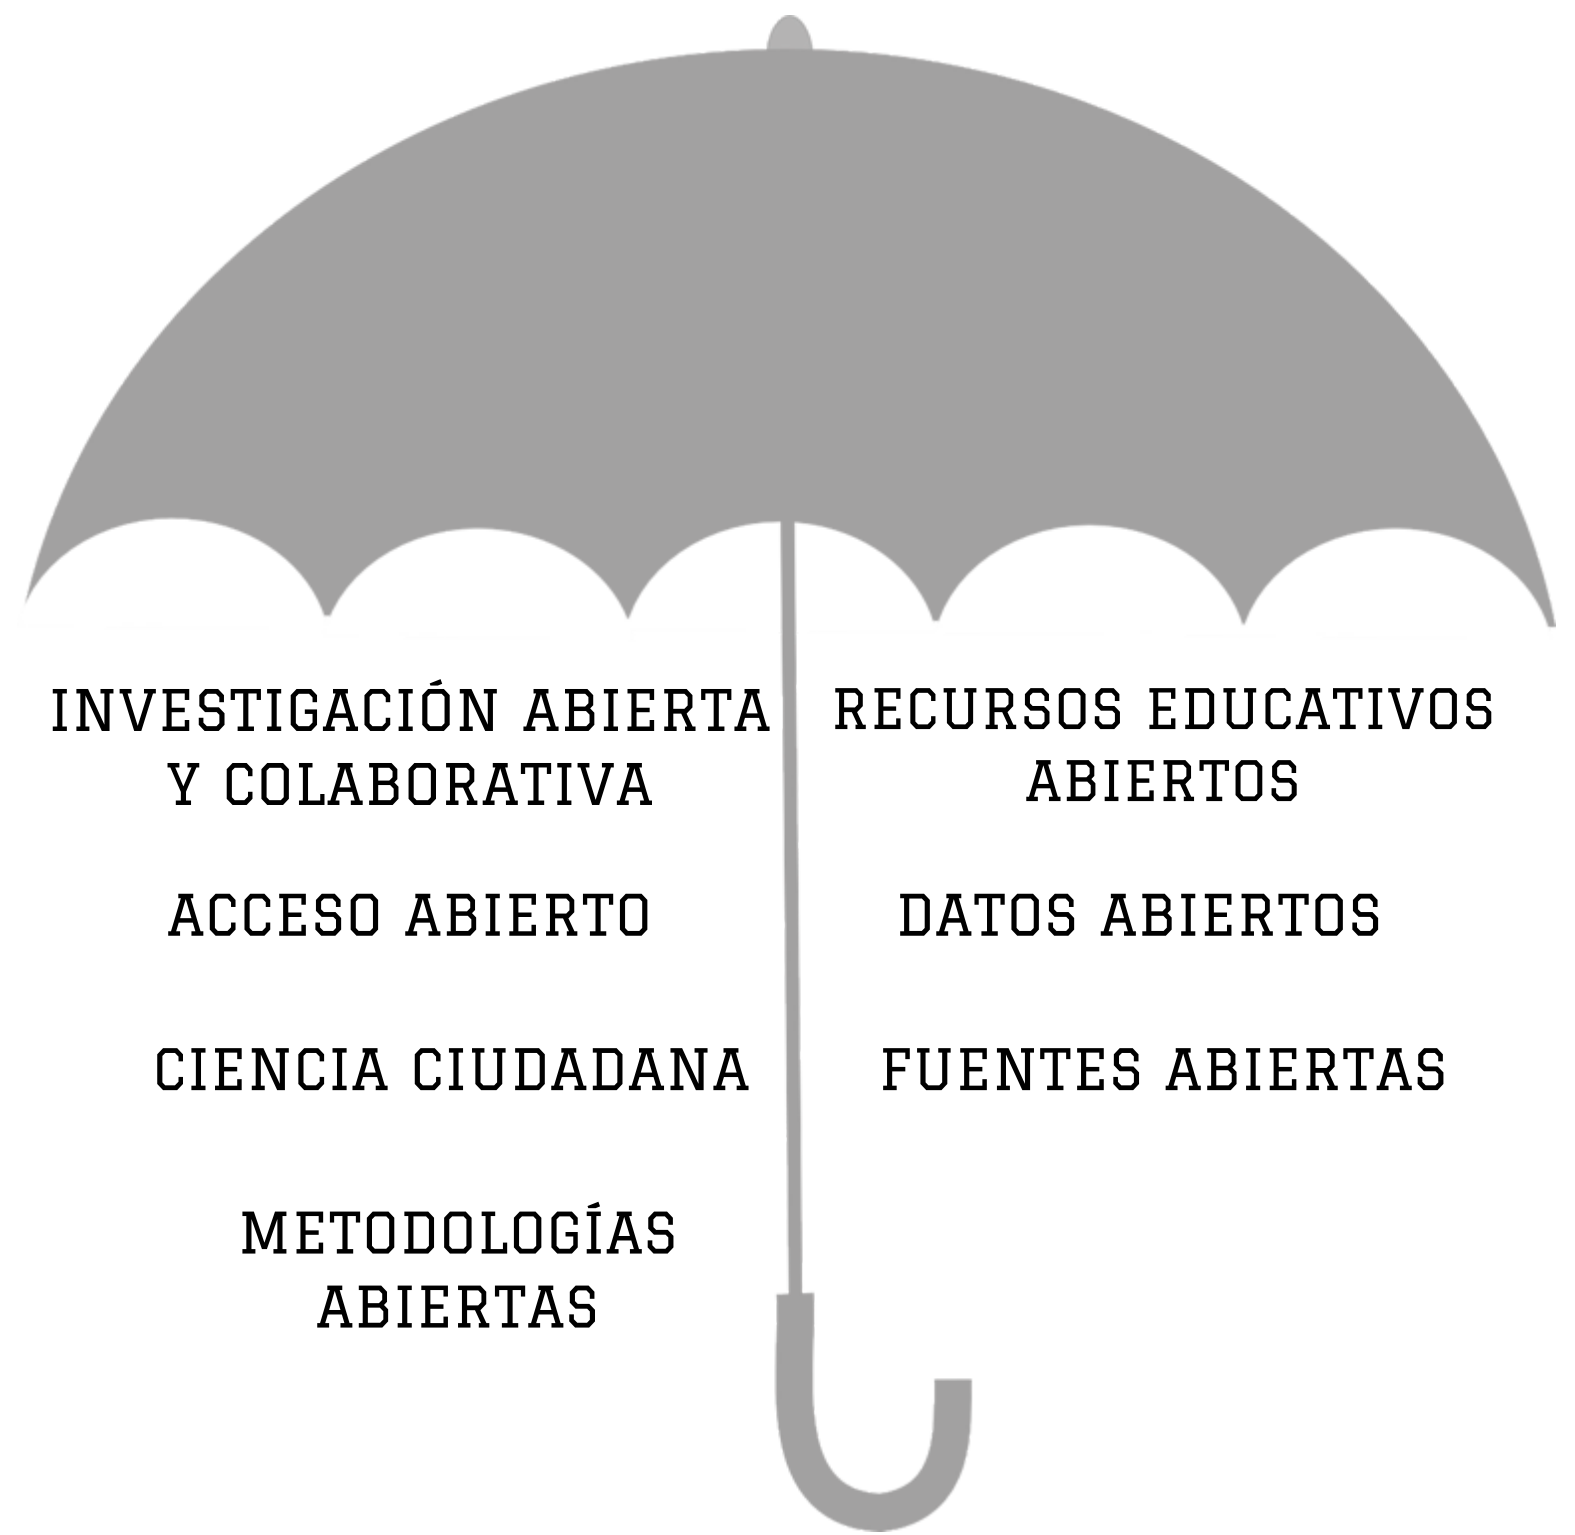 INVESTIGACIÓN ABIERTA
Y COLABORATIVA
ACCESO ABIERTO
CIENCIA CIUDADANA
METODOLOGÍAS
ABIERTAS
RECURSOS EDUCATIVOS
ABIERTOS
DATOS ABIERTOS
FUENTES ABIERTAS